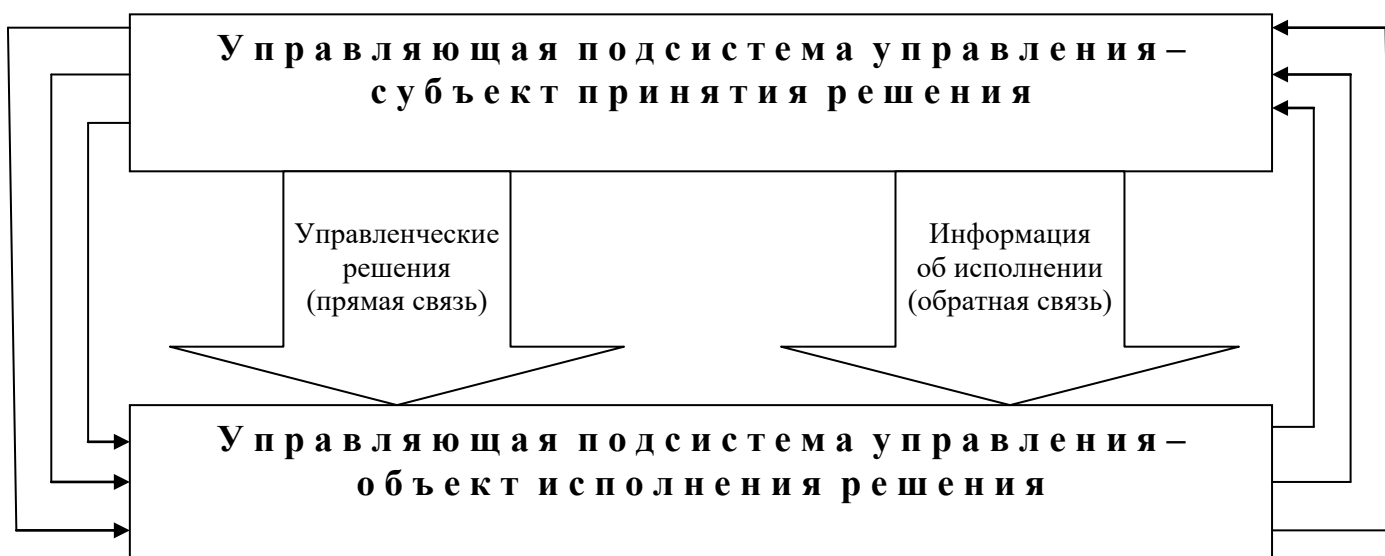 Управляющая подсистема управления–
субъект принятия решения
Управленческие
решения
(прямая связь)
Информация
об исполнении
(обратная связь)
Управляющая подсистема управления–
объект исполнения решения